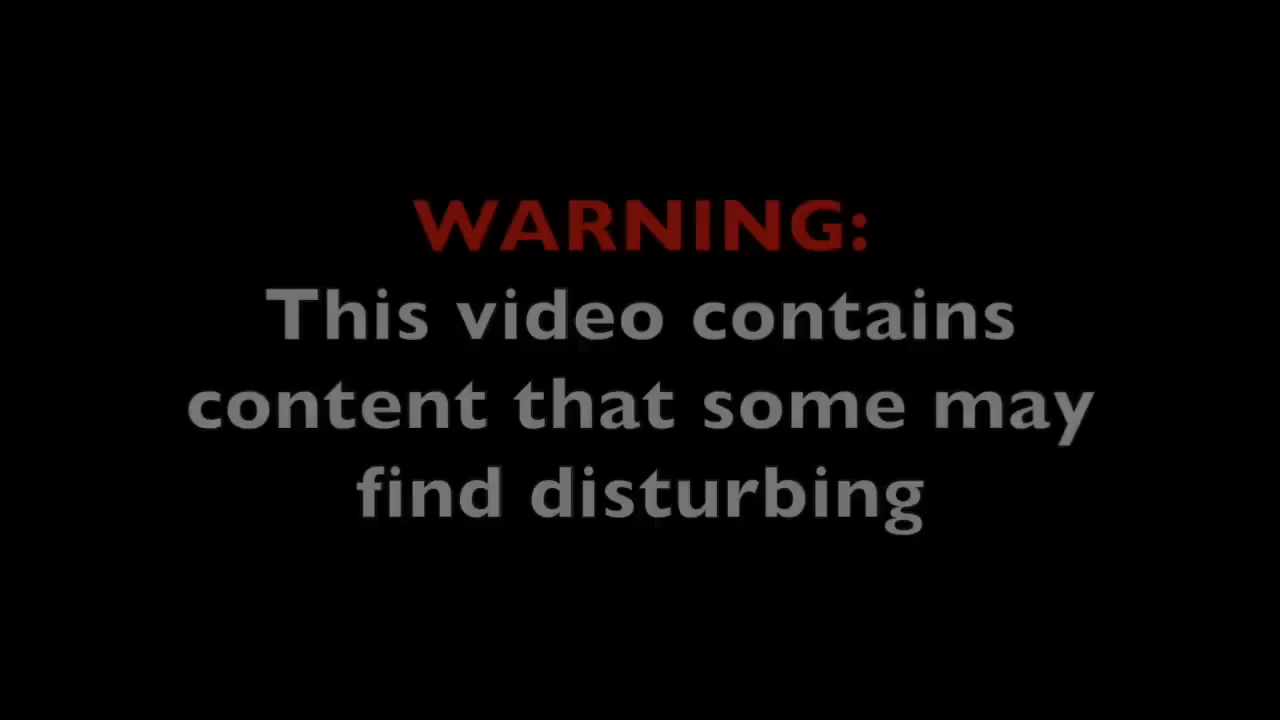 WARNING:
This video contains
content that some may
find disturbing